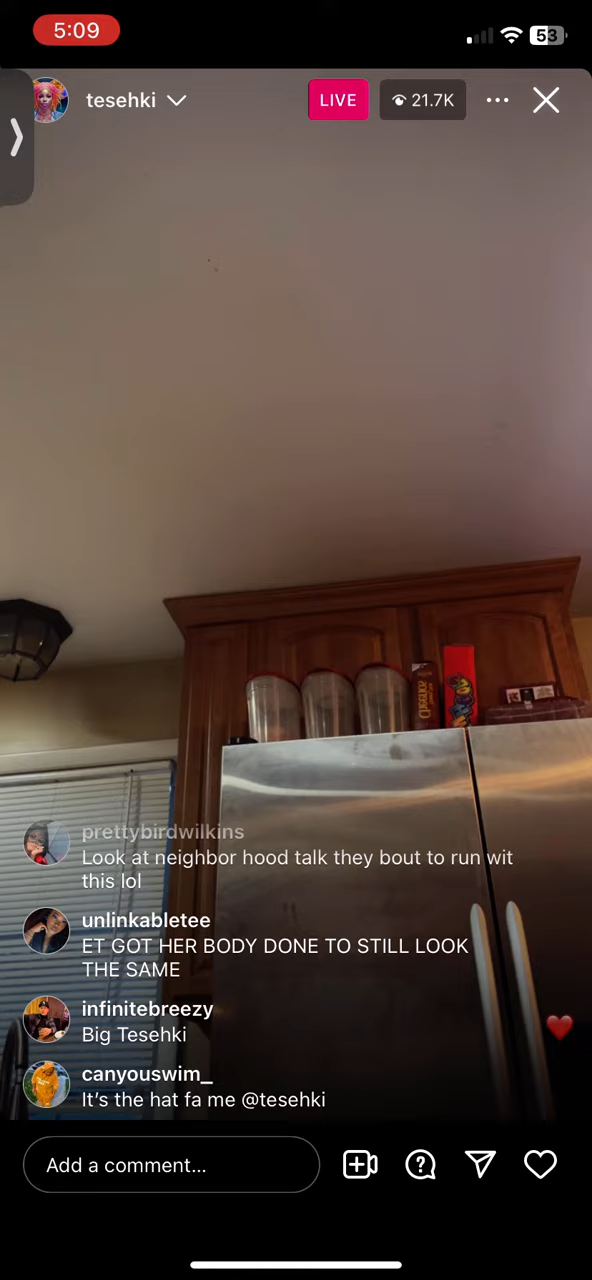 5:09
53
tesehki
LIVE
21.7K
prettybirdwilkins
Look at neighbor hood talk they bout to run wit
this lol
unlinkabletee
ET GOT HER BODY DONE TO STILL LOOK
THE SAME
infinitebreezy
Big Tesehki
canyouswim_
It's the hat fa me @tesehki
Add a comment...